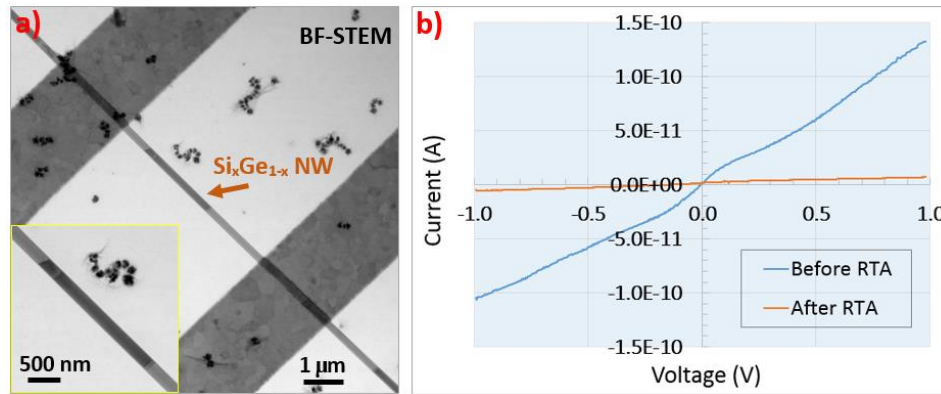 a)
BF-STEM
SixGe1-x NW
500 nm
1 μm
b)
1.5E-10
1.0E-10
5.0E-11
0.0E+00
-5.0E-11
-1.0E-10
-1.5E-10
-1.0
-0.5
0.0
0.5
1.0
Current (A)
Voltage (V)
Before RTA
After RTA